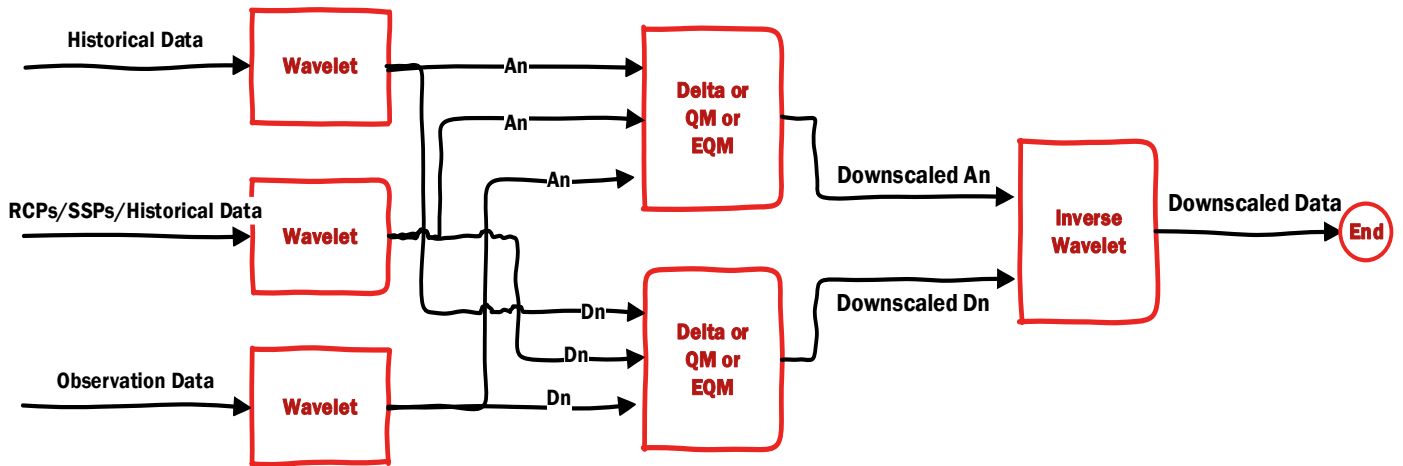 Historical Data
Wavelet
An
Delta or
QM or
EQM
An
An
Downscaled An
RCPs/SSPs/Historical Data
Wavelet
Inverse
Wavelet
Downscaled Data
End
Dn
Delta or
QM or
EQM
Downscaled Dn
Dn
Observation Data
Wavelet
Dn